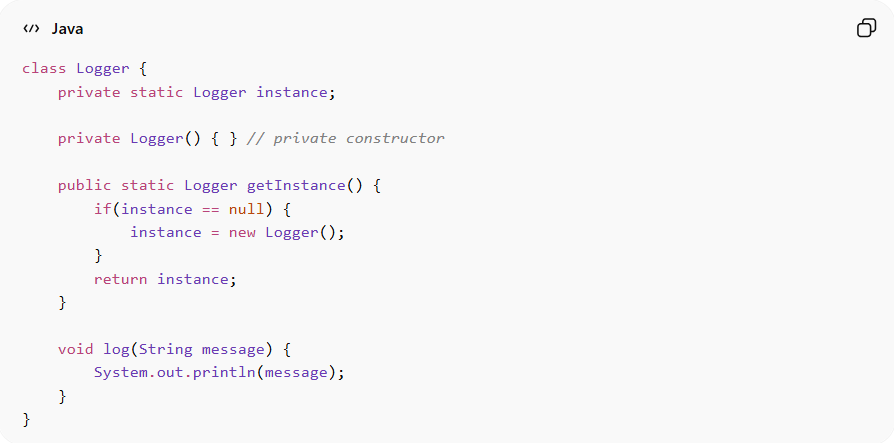 </> Java
class Logger {
    private static Logger instance;

    private Logger() { } // private constructor

    public static Logger getInstance() {
        if(instance == null) {
            instance = new Logger();
        }
        return instance;
    }

    void log(String message) {
        System.out.println(message);
    }
}